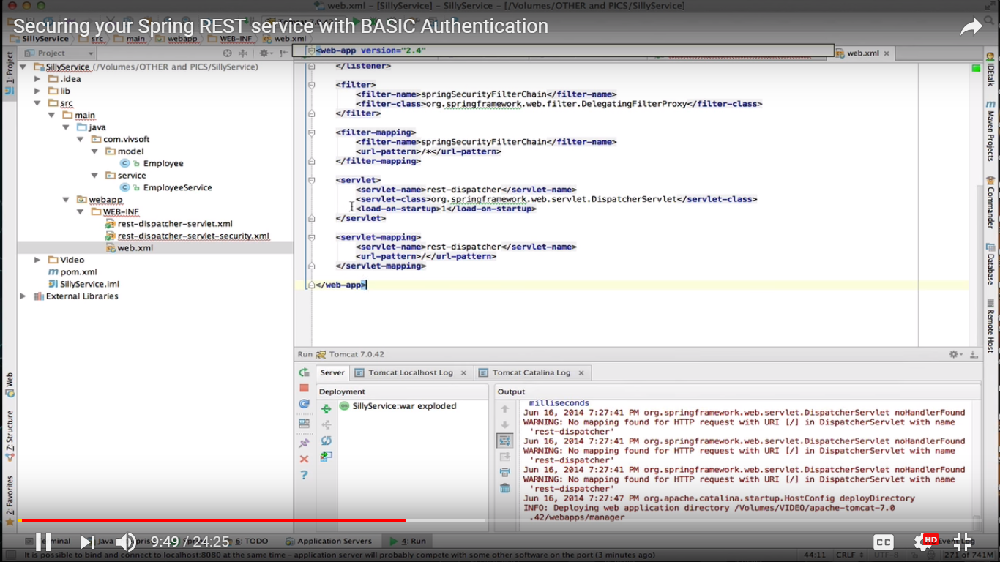 web.xml - [SillyService] - SillyService - [/Volumes/OTHER and PICS/SillyService]
Securing your Spring REST service with BASIC Authentication
SillyService src main webapp WEB-INF web.xml
1: Project
Project
<web-app version="2.4"
web.xml
SillyService (/Volumes/OTHER and PICS/SillyService)
.idea
lib
src
main
java
com.vivsoft
model
Employee
service
EmployeeService
webapp
WEB-INF
rest-dispatcher-servlet.xml
rest-dispatcher-servlet-security.xml
web.xml
Video
pom.xml
SillyService.iml
External Libraries
</listener>
<filter>
<filter-name>springSecurityFilterChain</filter-name>
<filter-class>org.springframework.web.filter.DelegatingFilterProxy</filter-class>
</filter>
<filter-mapping>
<filter-name>springSecurityFilterChain</filter-name>
<url-pattern>/*</url-pattern>
</filter-mapping>
<servlet>
<servlet-name>rest-dispatcher</servlet-name>
<servlet-class>org.springframework.web.servlet.DispatcherServlet</servlet-class>
<load-on-startup>1</load-on-startup>
</servlet>
<servlet-mapping>
<servlet-name>rest-dispatcher</servlet-name>
<url-pattern>/</url-pattern>
</servlet-mapping>
</web-app>
IDEtalk
Maven Projects
Commander
Database
Remote Host
Web
7: Structure
2: Favorites
Run Tomcat 7.0.42
Server Tomcat Localhost Log Tomcat Catalina Log
Deployment
SillyService:war exploded
Output
milliseconds
Jun 16, 2014 7:27:41 PM org.springframework.web.servlet.DispatcherServlet noHandlerFound
WARNING: No mapping found for HTTP request with URI [/] in DispatcherServlet with name
'rest-dispatcher'
Jun 16, 2014 7:27:41 PM org.springframework.web.servlet.DispatcherServlet noHandlerFound
WARNING: No mapping found for HTTP request with URI [/] in DispatcherServlet with name
'rest-dispatcher'
Jun 16, 2014 7:27:41 PM org.springframework.web.servlet.DispatcherServlet noHandlerFound
WARNING: No mapping found for HTTP request with URI [/] in DispatcherServlet with name
'rest-dispatcher'
Jun 16, 2014 7:27:47 PM org.apache.catalina.startup.HostConfig deployDirectory
INFO: Deploying web application directory /Volumes/VIDEO/apache-tomcat-7.0
.42/webapps/manager
9:49 / 24:25
6: TODO Application Servers 4: Run Event Log
CC HD
It is possible to bind and connect to localhost:8080 at the same time - application server will probably compete with some other software on the port (3 minutes ago)
44:11 CRLF UTF-8 271 of 741M